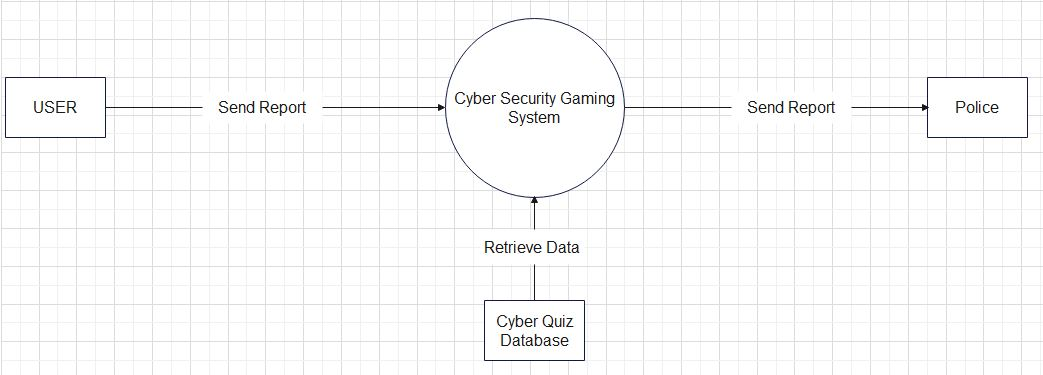 USER
Send Report
Cyber Security Gaming
System
Send Report
Police
Retrieve Data
Cyber Quiz
Database